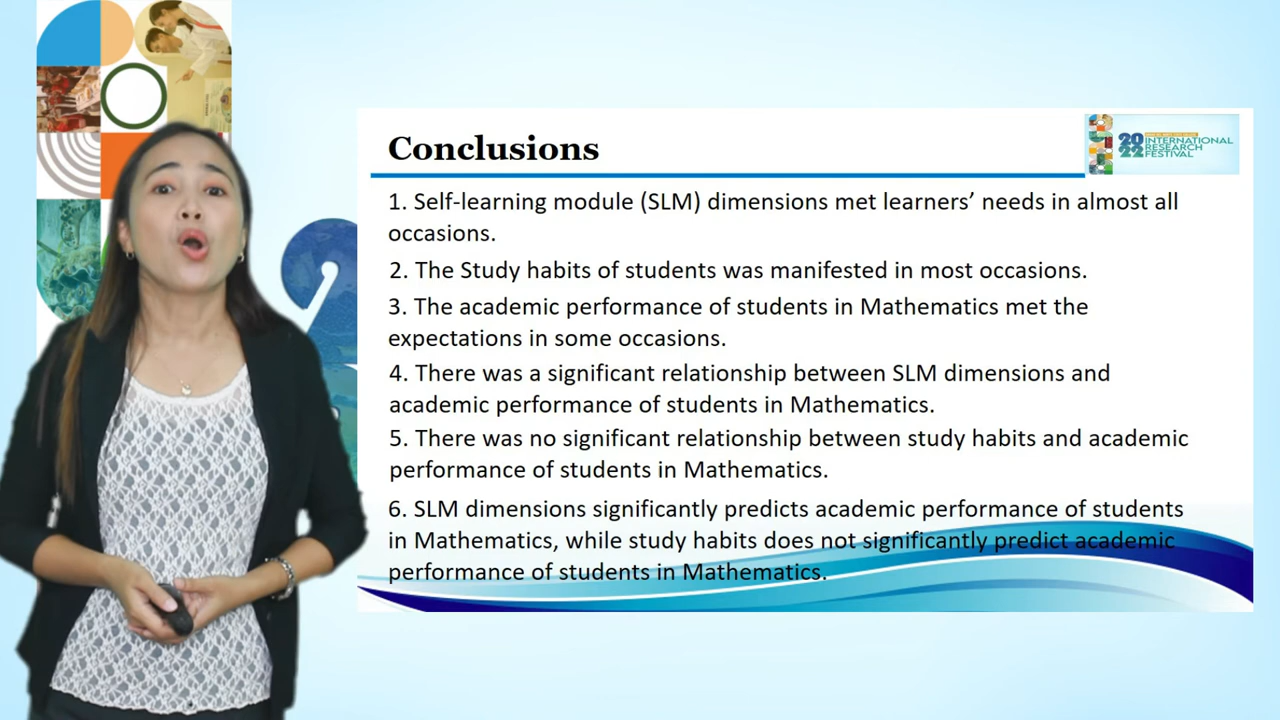 Conclusions
2022 INTERNATIONAL
RESEARCH
FESTIVAL
1. Self-learning module (SLM) dimensions met learners’ needs in almost all
occasions.
2. The Study habits of students was manifested in most occasions.
3. The academic performance of students in Mathematics met the
expectations in some occasions.
4. There was a significant relationship between SLM dimensions and
academic performance of students in Mathematics.
5. There was no significant relationship between study habits and academic
performance of students in Mathematics.
6. SLM dimensions significantly predicts academic performance of students
in Mathematics, while study habits does not significantly predict academic
performance of students in Mathematics.